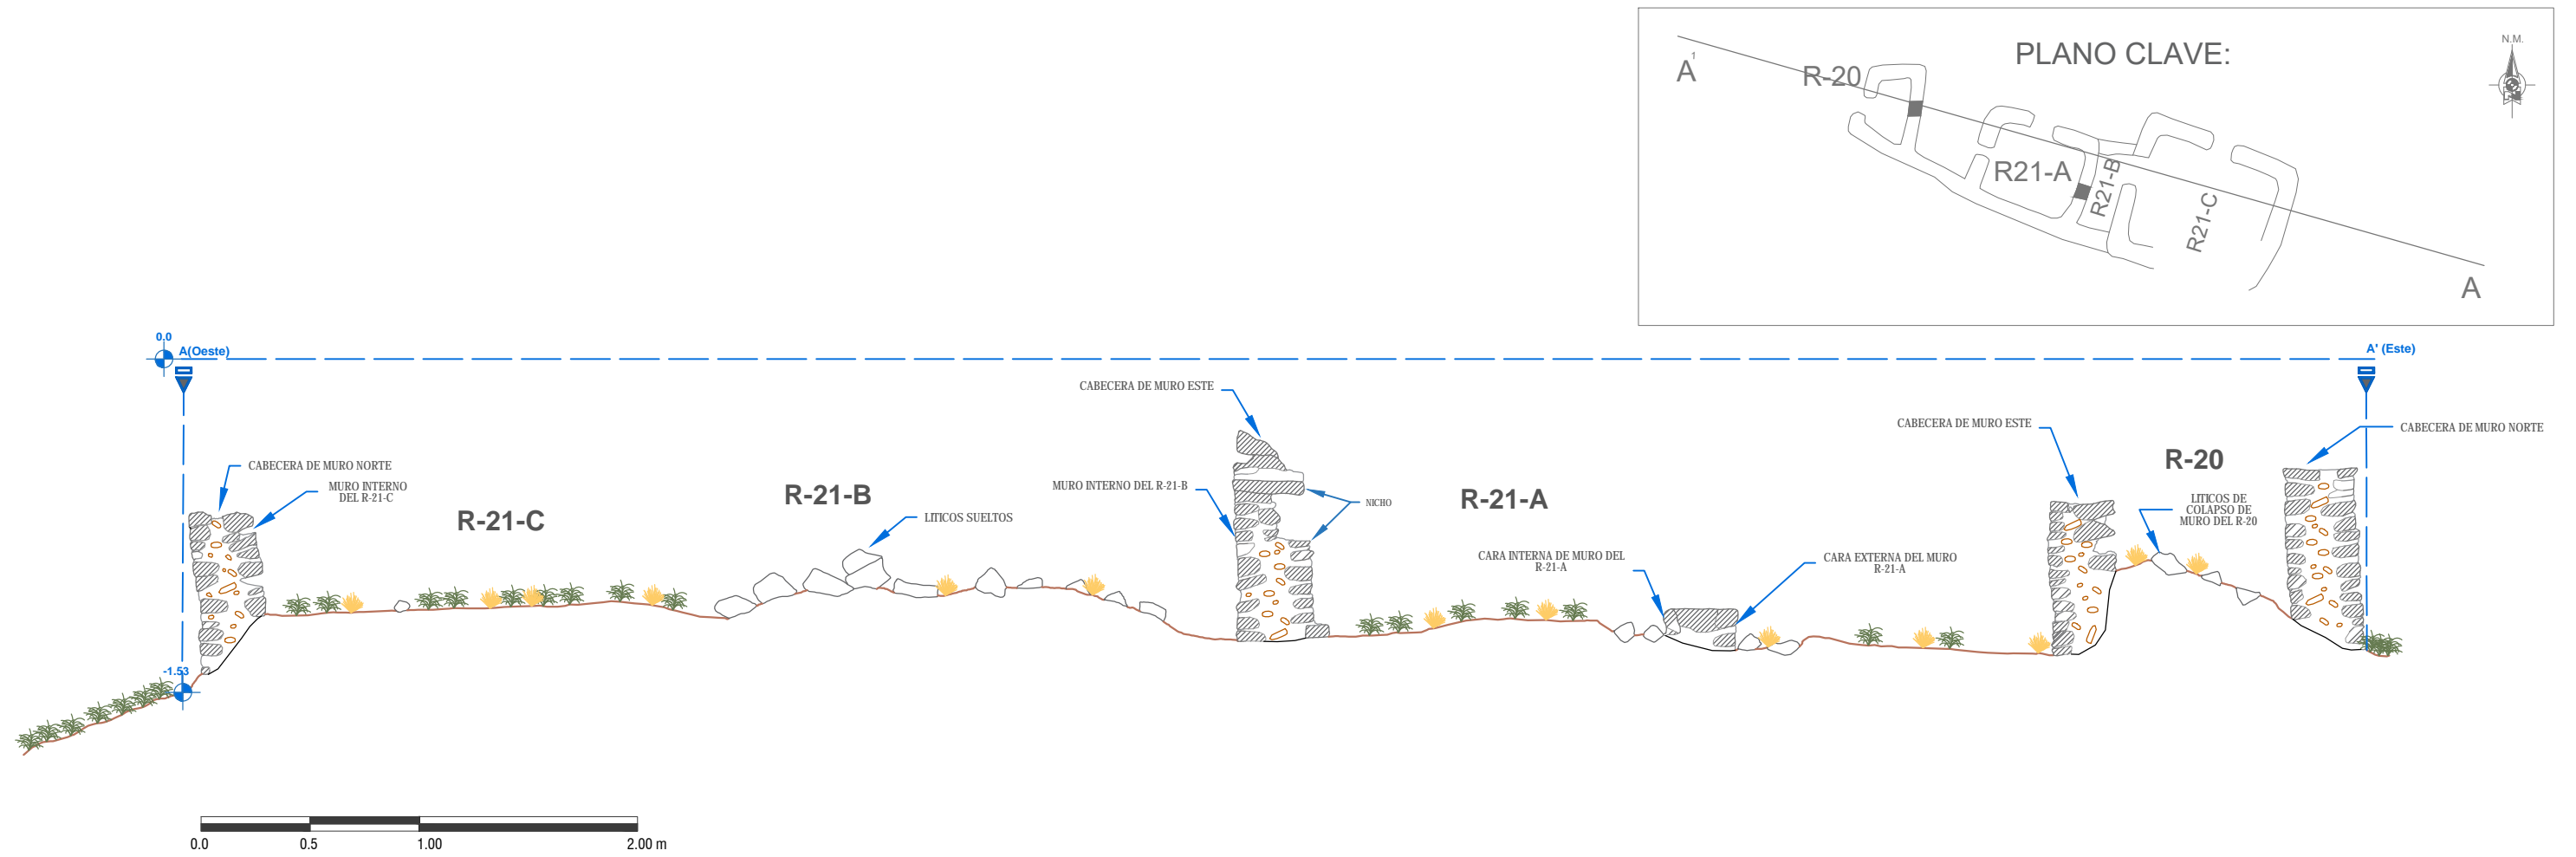 PLANO CLAVE:
N.M.
A1
R-20
R21-A
R21-B
R21-C
A
0.0
A(Oeste)
A' (Este)
CABECERA DE MURO ESTE
CABECERA DE MURO ESTE
CABECERA DE MURO NORTE
R-20
CABECERA DE MURO NORTE
MURO INTERNO
DEL R-21-C
R-21-C
R-21-B
LITICOS SUELTOS
MURO INTERNO DEL R-21-B
NICHO
R-21-A
LITICOS DE
COLAPSO DE
MURO DEL R-20
CARA INTERNA DE MURO DEL
R-21-A
CARA EXTERNA DEL MURO
R-21-A
-1.53
0.0
0.5
1.00
2.00 m